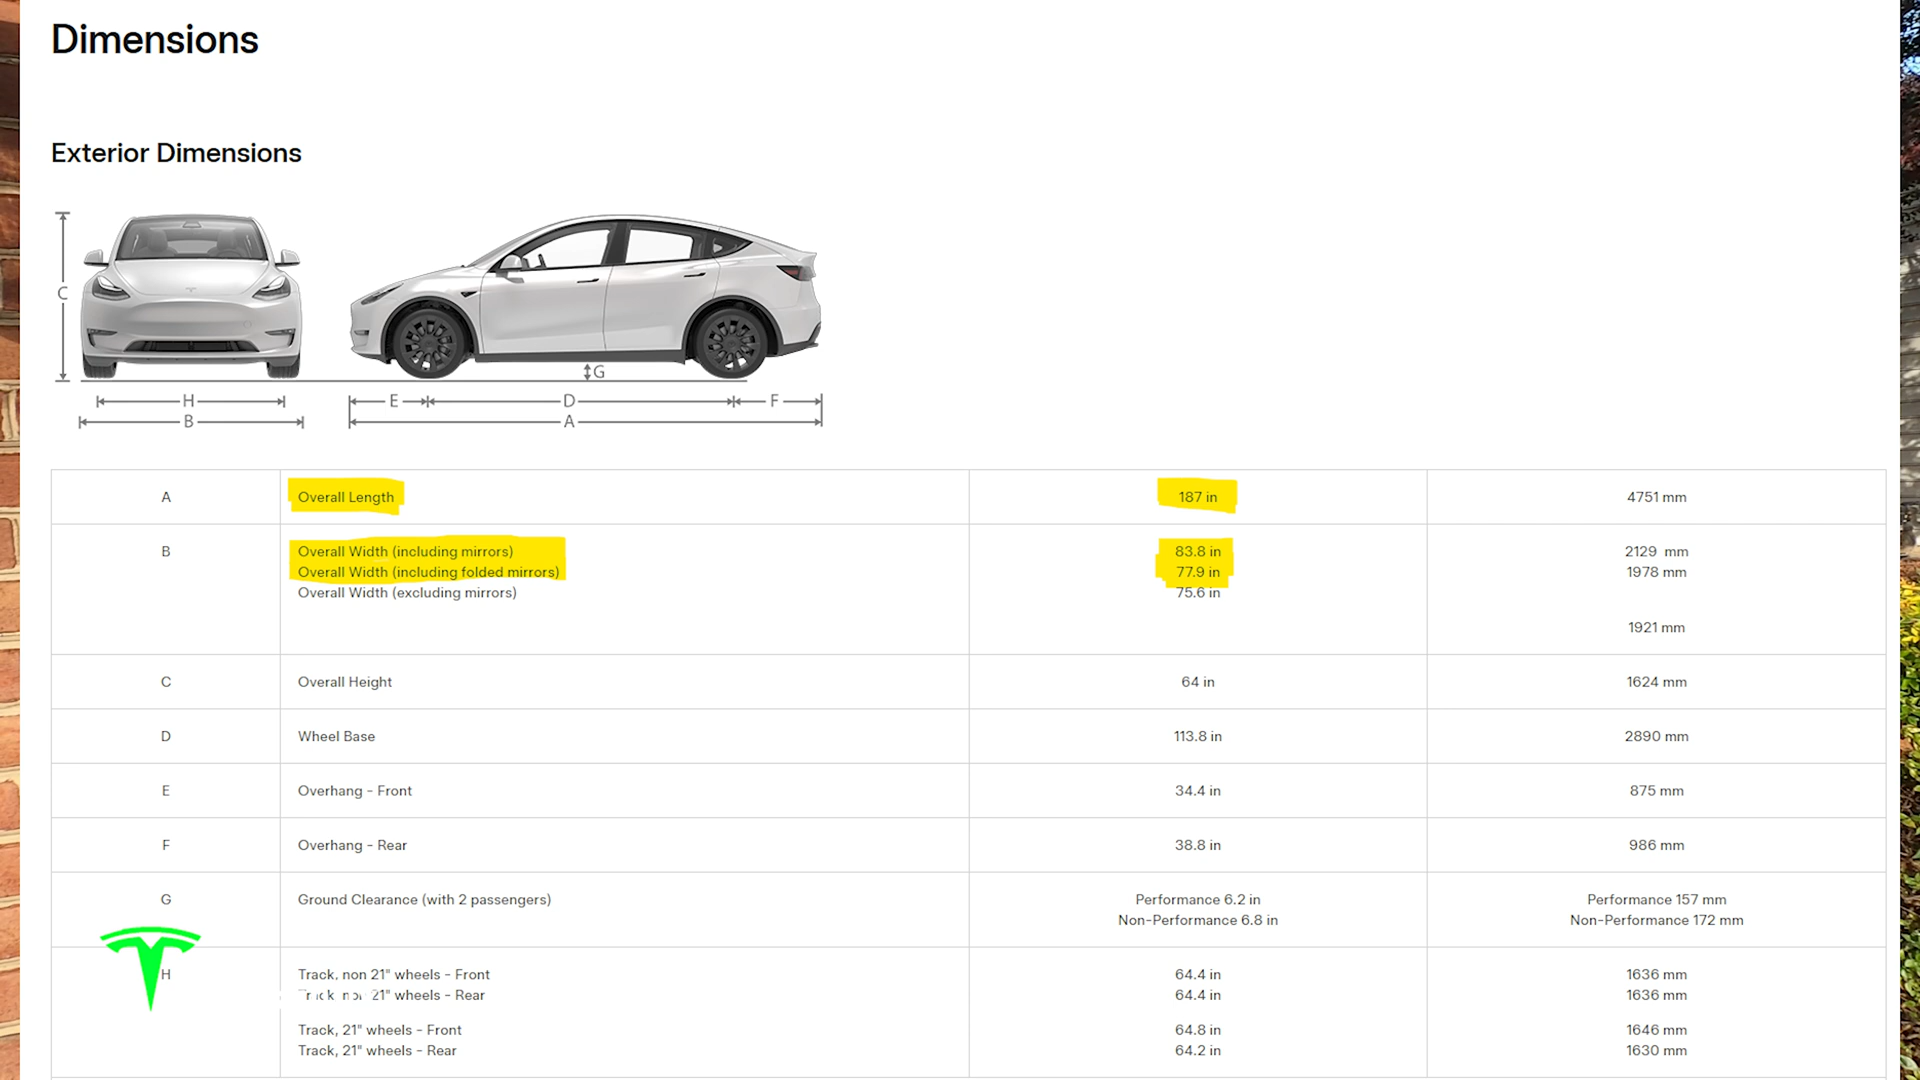 Dimensions
Exterior Dimensions
C
G
H
E
D
F
B
A
A
Overall Length
187 in
4751 mm
B
Overall Width (including mirrors)
Overall Width (including folded mirrors)
Overall Width (excluding mirrors)
83.8 in
77.9 in
75.6 in
2129 mm
1978 mm
1921 mm
C
Overall Height
64 in
1624 mm
D
Wheel Base
113.8 in
2890 mm
E
Overhang - Front
34.4 in
875 mm
F
Overhang - Rear
38.8 in
986 mm
G
Ground Clearance (with 2 passengers)
Performance 6.2 in
Non-Performance 6.8 in
Performance 157 mm
Non-Performance 172 mm
H
Track, non 21" wheels - Front
Track, non 21" wheels - Rear
Track, 21" wheels - Front
Track, 21" wheels - Rear
64.4 in
64.4 in
64.8 in
64.2 in
1636 mm
1636 mm
1646 mm
1630 mm